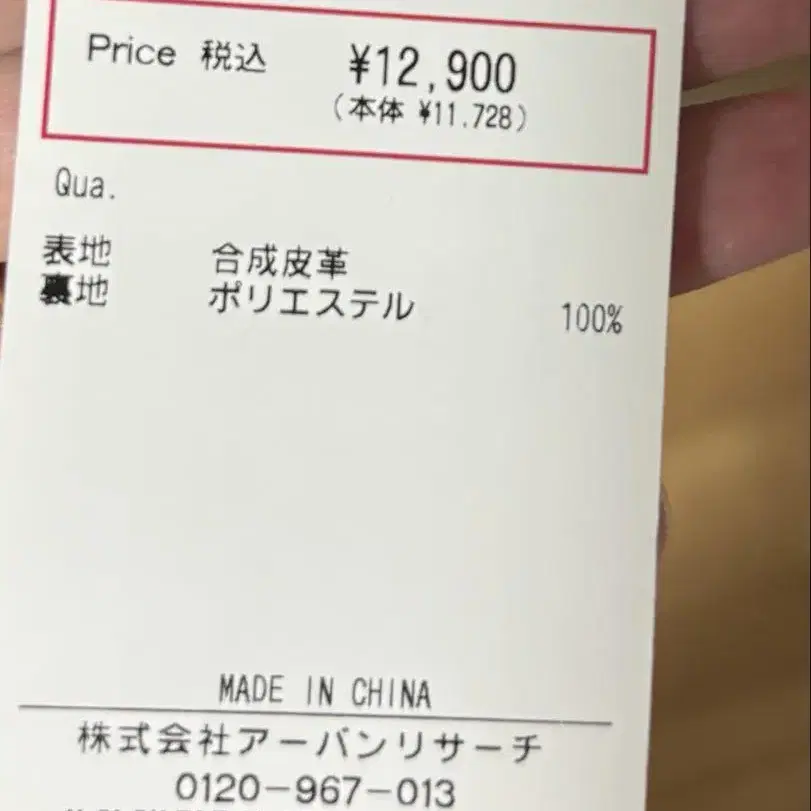 Price 税込 ¥12,900
(本体 ¥11.728)
Qua.
表地 合成皮革
裏地 ポリエステル 100%
MADE IN CHINA
株式会社アーバンリサーチ
0120-967-013